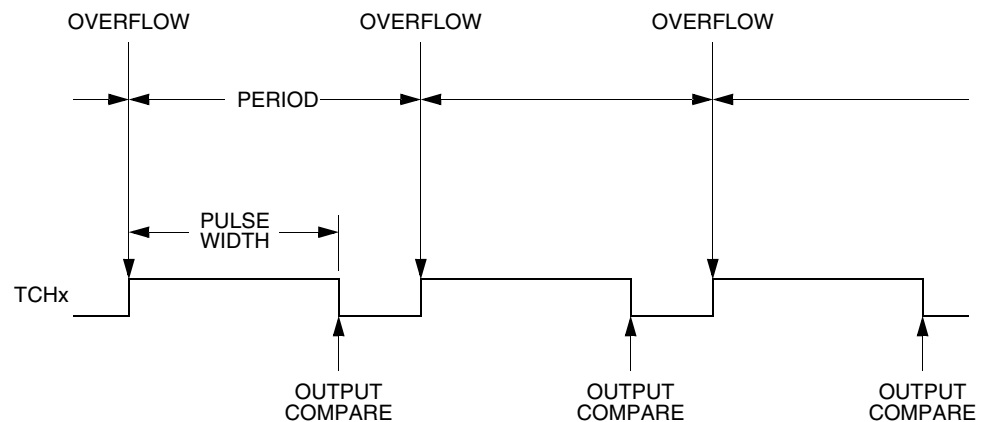 OVERFLOW
OVERFLOW
OVERFLOW
PERIOD
PULSE
WIDTH
TCHx
OUTPUT
COMPARE
OUTPUT
COMPARE
OUTPUT
COMPARE